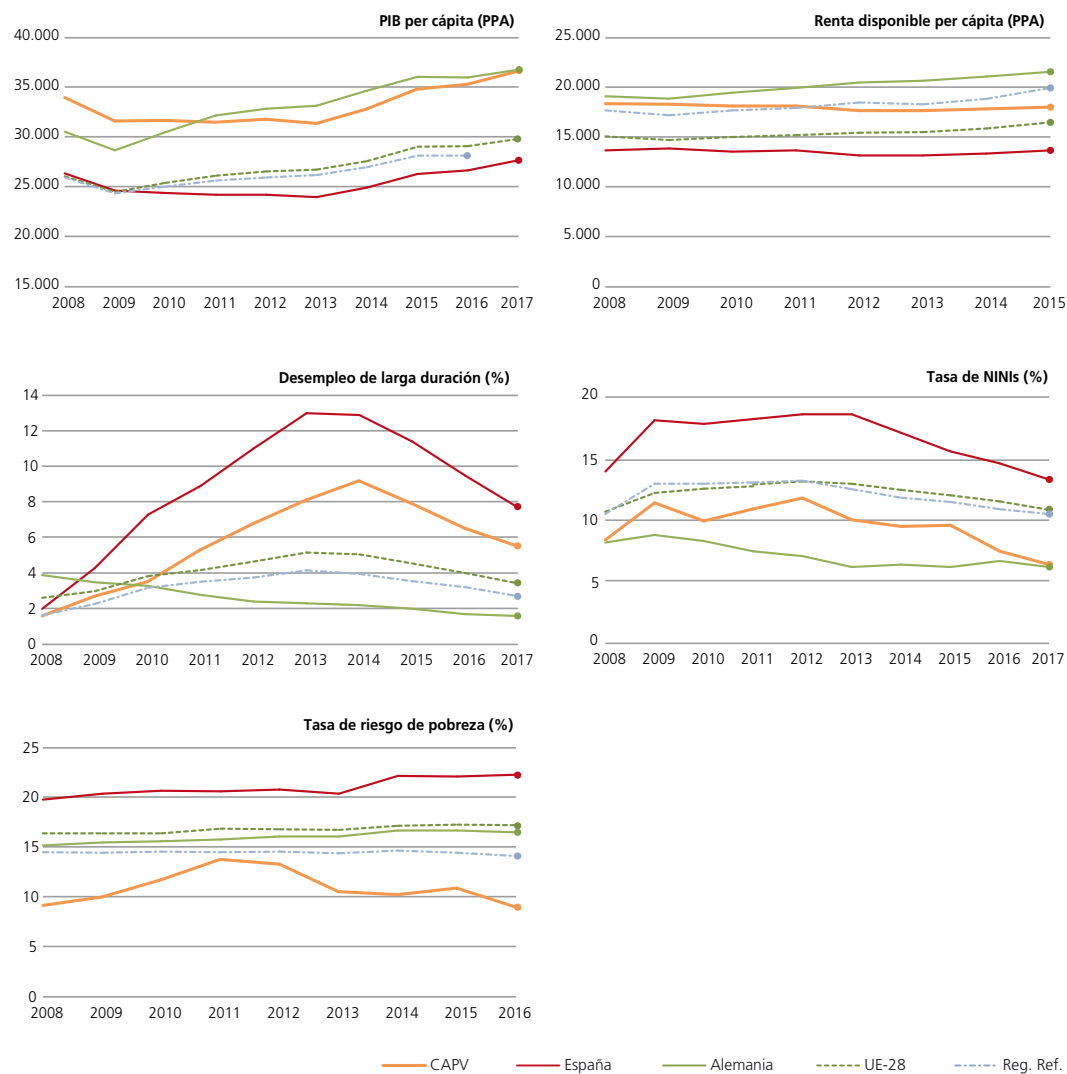 PIB per cápita (PPA)
40.000
35.000
30.000
25.000
20.000
15.000
2008 2009 2010 2011 2012 2013 2014 2015 2016 2017
Renta disponible per cápita (PPA)
25.000
20.000
15.000
10.000
5.000
0
2008 2009 2010 2011 2012 2013 2014 2015
Desempleo de larga duración (%)
14
12
10
8
6
4
2
0
2008 2009 2010 2011 2012 2013 2014 2015 2016 2017
Tasa de NINIs (%)
20
15
10
5
0
2008 2009 2010 2011 2012 2013 2014 2015 2016 2017
Tasa de riesgo de pobreza (%)
25
20
15
10
5
0
2008 2009 2010 2011 2012 2013 2014 2015 2016
CAPV España Alemania UE-28 Reg. Ref.